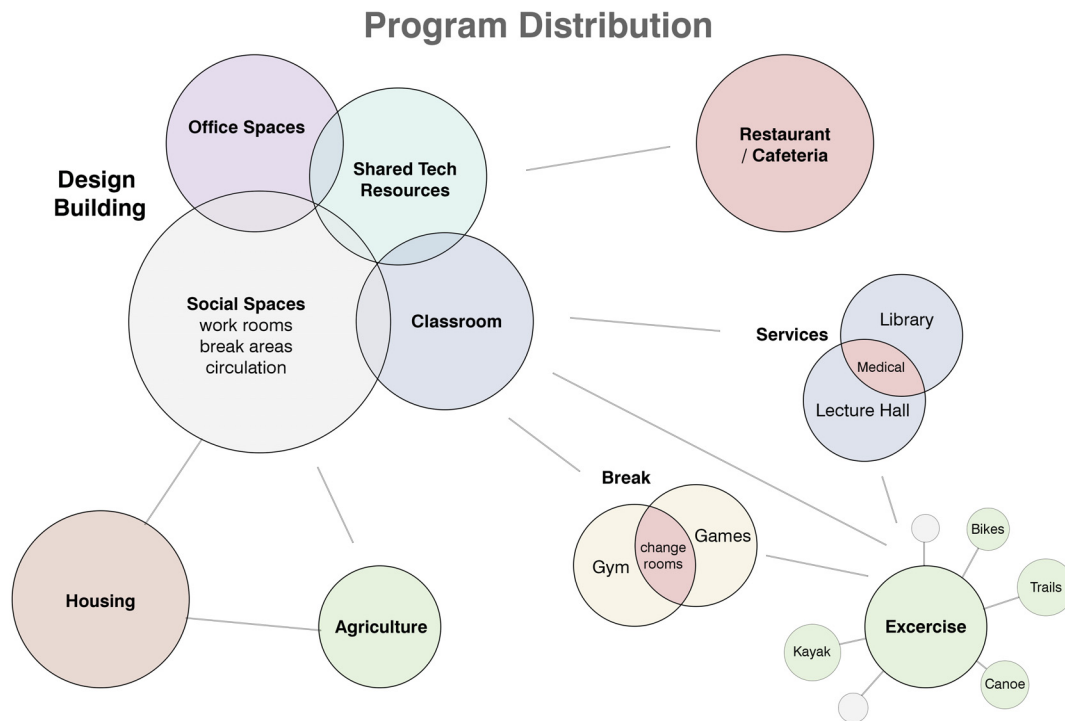 Program Distribution
Office Spaces
Shared Tech
Resources
Restaurant
/ Cafeteria
Design
Building
Social Spaces
work rooms
break areas
circulation
Classroom
Services
Library
Medical
Lecture Hall
Break
Gym
change
rooms
Games
Bikes
Trails
Housing
Agriculture
Excercise
Kayak
Canoe